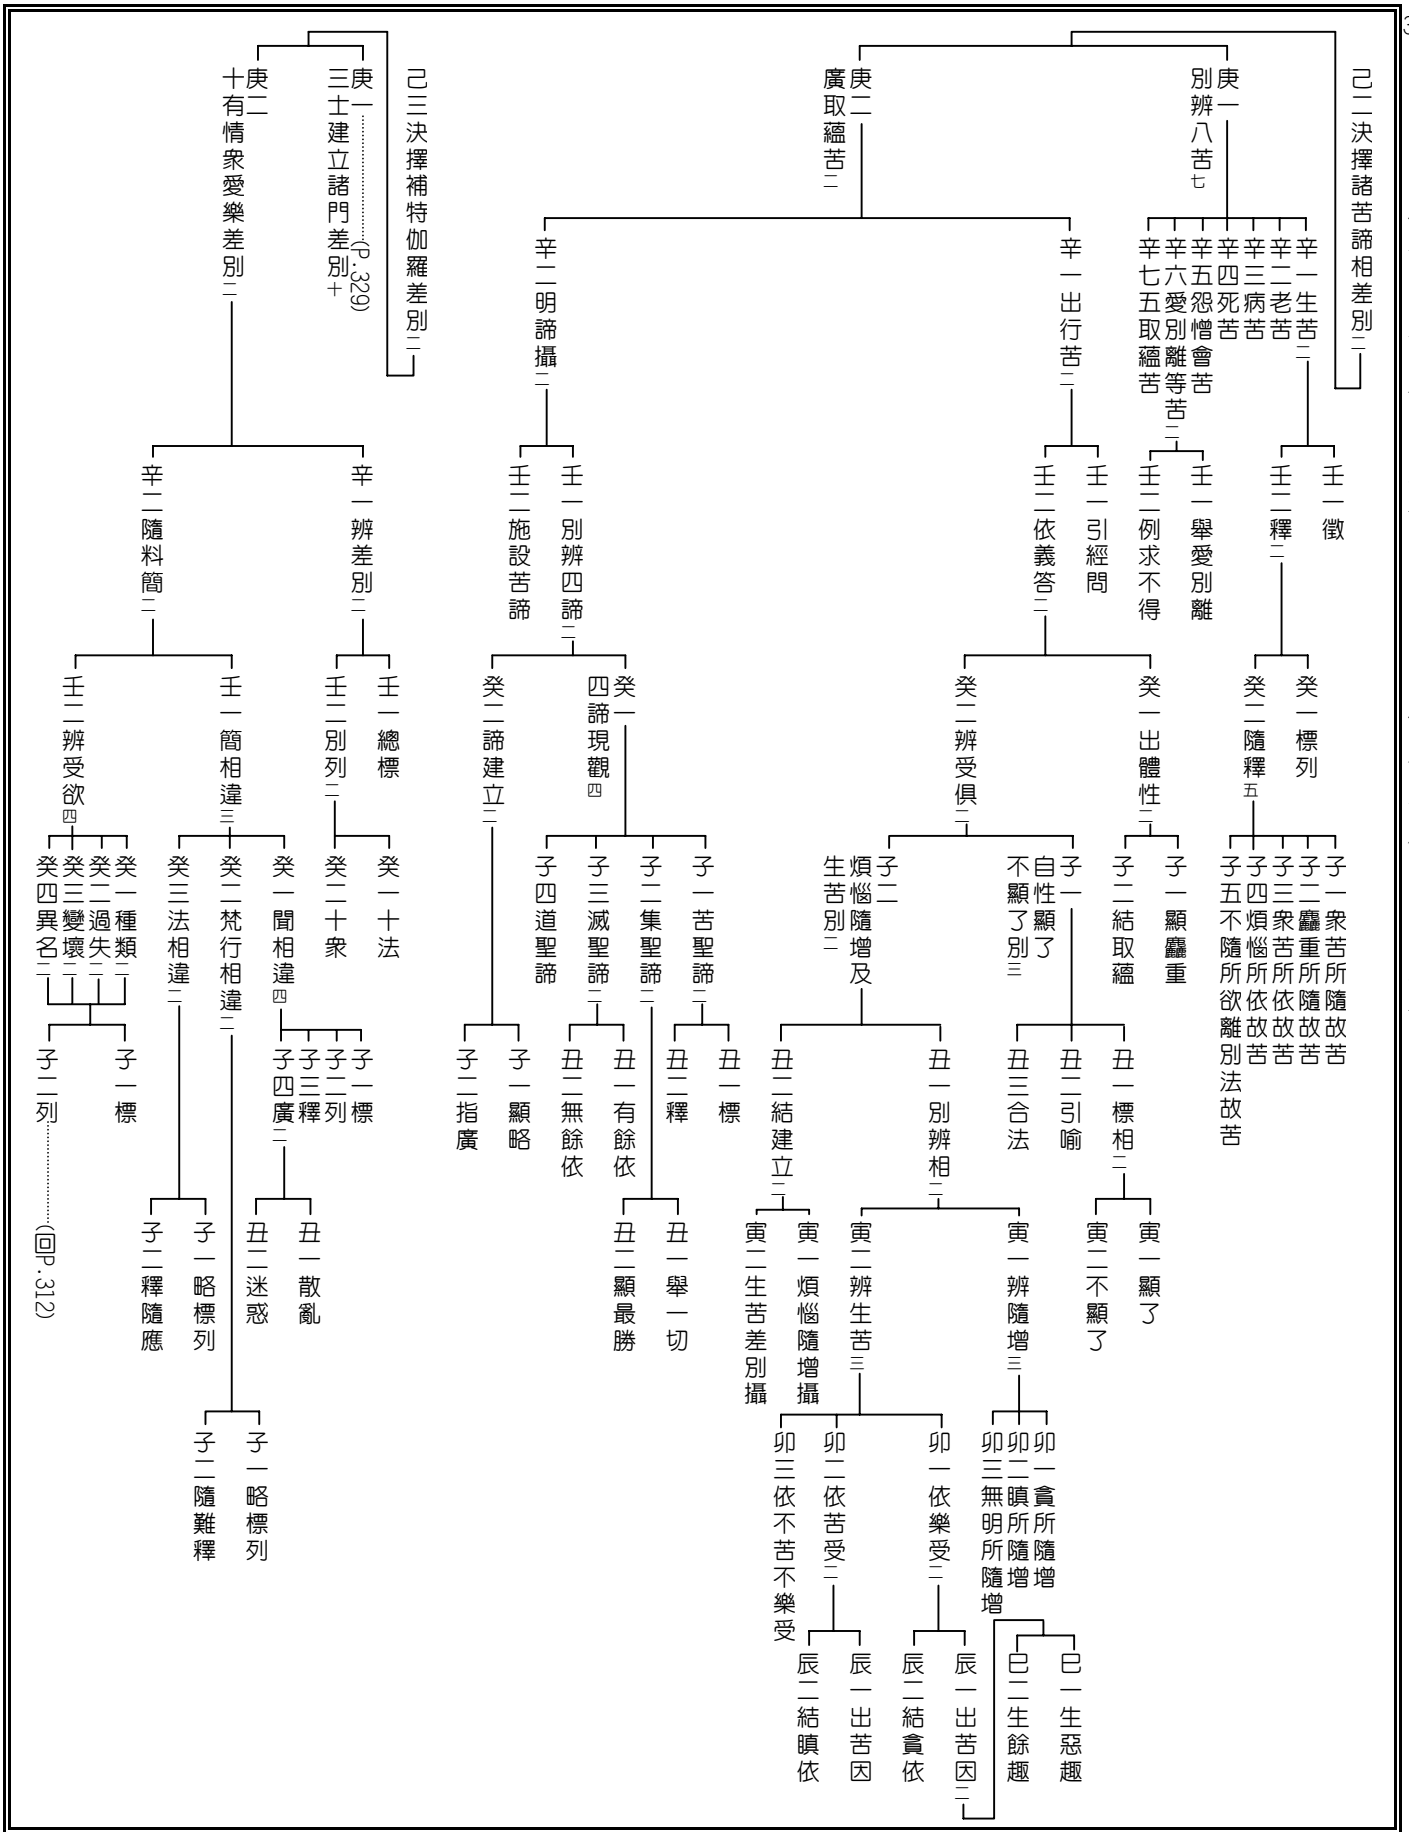 己二決擇諸苦諦相差別二
庚一
別辨八苦七
辛一生苦二
壬一徵
壬二釋二
癸一標列
癸二隨釋五
子一衆苦所隨故苦
子二麤重所隨故苦
子三衆苦所依故苦
子四煩惱所依故苦
子五不隨所欲離別法故苦
辛二老苦
辛三病苦
辛四死苦
辛五怨憎會苦
辛六愛別離等苦二
壬一舉愛別離
壬二例求不得
辛七五取蘊苦
庚二
廣取蘊苦二
辛一出行苦二
壬一引經問
壬二依義答二
癸一出體性二
子一顯麤重
子二結取蘊
癸二辨受俱二
子一
自性顯了
不顯了別三
丑一標相二
寅一顯了
寅二不顯了
丑二引喻
丑三合法
子二
煩惱隨增及
生苦別二
丑一別辨相二
寅一辨隨增三
卯一貪所隨增
卯二瞋所隨增
卯三無明所隨增
寅二辨生苦三
卯一依樂受二
辰一出苦因二
巳一生惡趣
巳二生餘趣
辰二結貪依
卯二依苦受二
辰一出苦因
辰二結瞋依
卯三依不苦不樂受
丑二結建立二
寅一煩惱隨增攝
寅二生苦差別攝
辛二明諦攝二
壬一別辨四諦二
癸一
四諦現觀四
子一苦聖諦二
丑一標
丑二釋
子二集聖諦二
丑一舉一切
丑二顯最勝
子三滅聖諦二
丑一有餘依
丑二無餘依
子四道聖諦
癸二諦建立二
子一顯略
子二指廣
壬二施設苦諦
己三決擇補特伽羅差別二
庚一……………(P.329)
三士建立諸門差別十
庚二
十有情衆愛樂差別二
辛一辨差別二
壬一總標
壬二別列二
癸一十法
癸二十衆
辛二隨料簡二
壬一簡相違三
癸一聞相違四
子一標
子二列
子三釋
子四廣二
丑一散亂
丑二迷惑
癸二梵行相違二
子一略標列
子二隨難釋
癸三法相違二
子一略標列
子二釋隨應
壬二辨受欲四
癸一種類二
癸二過失二
癸三變壞二
癸四異名二
子一標
子二列……………(回P.312)